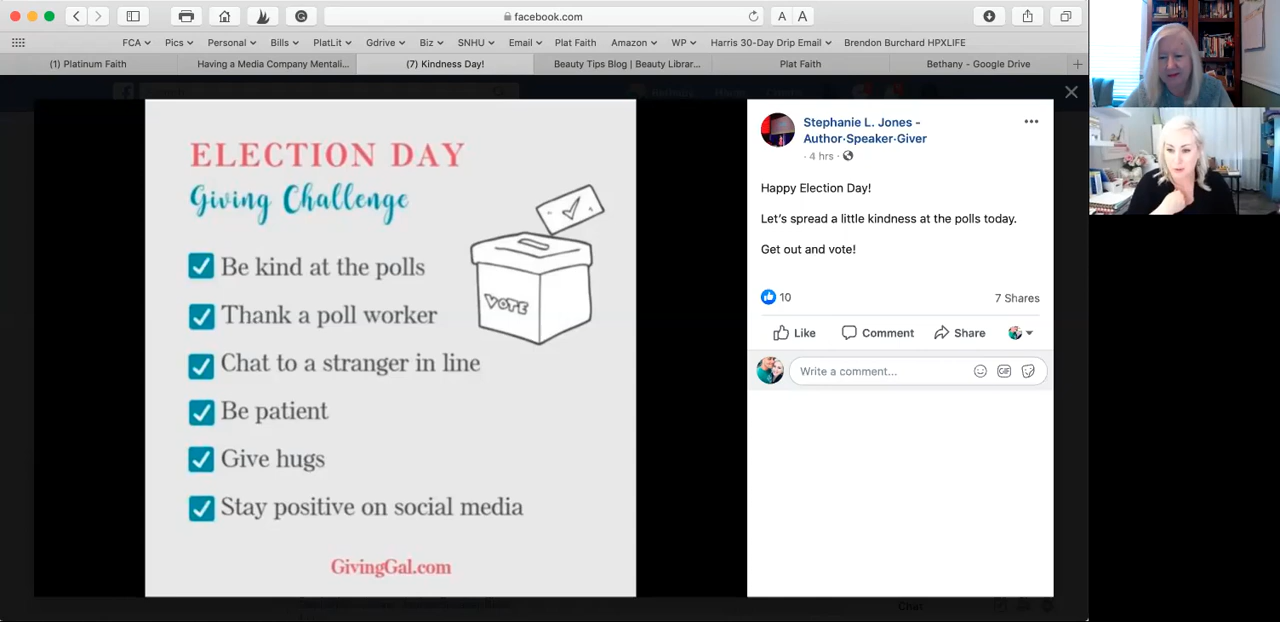 facebook.com
A A
FCA Pics Personal Bills PlatLit Gdrive Biz SNHU Email Plat Faith Amazon WP Harris 30-Day Drip Email Brendon Burchard HPXLIFE
(1) Platinum Faith Having a Media Company Mentali... (7) Kindness Day! Beauty Tips Blog | Beauty Librar... Plat Faith Bethany - Google Drive
ELECTION DAY
Giving Challenge
Be kind at the polls
Thank a poll worker
Chat to a stranger in line
Be patient
Give hugs
Stay positive on social media
VOTE
GivingGal.com
Stephanie L. Jones -
Author·Speaker·Giver
· 4 hrs ·
Happy Election Day!
Let's spread a little kindness at the polls today.
Get out and vote!
10 7 Shares
Like Comment Share
Write a comment... GIF
Chat